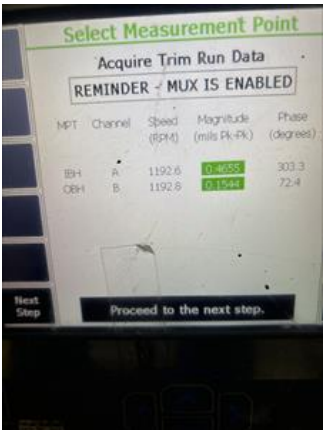 Select Measurement Point
Acquire Trim Run Data
REMINDER - MUX IS ENABLED
MPT Channel Speed Magnitude Phase
(RPM) (mils Pk-Pk) (degrees)
IBH A 1192.6 0.4655 303.3
OBH B 1192.8 0.1544 72.4
Next
Step
Proceed to the next step.